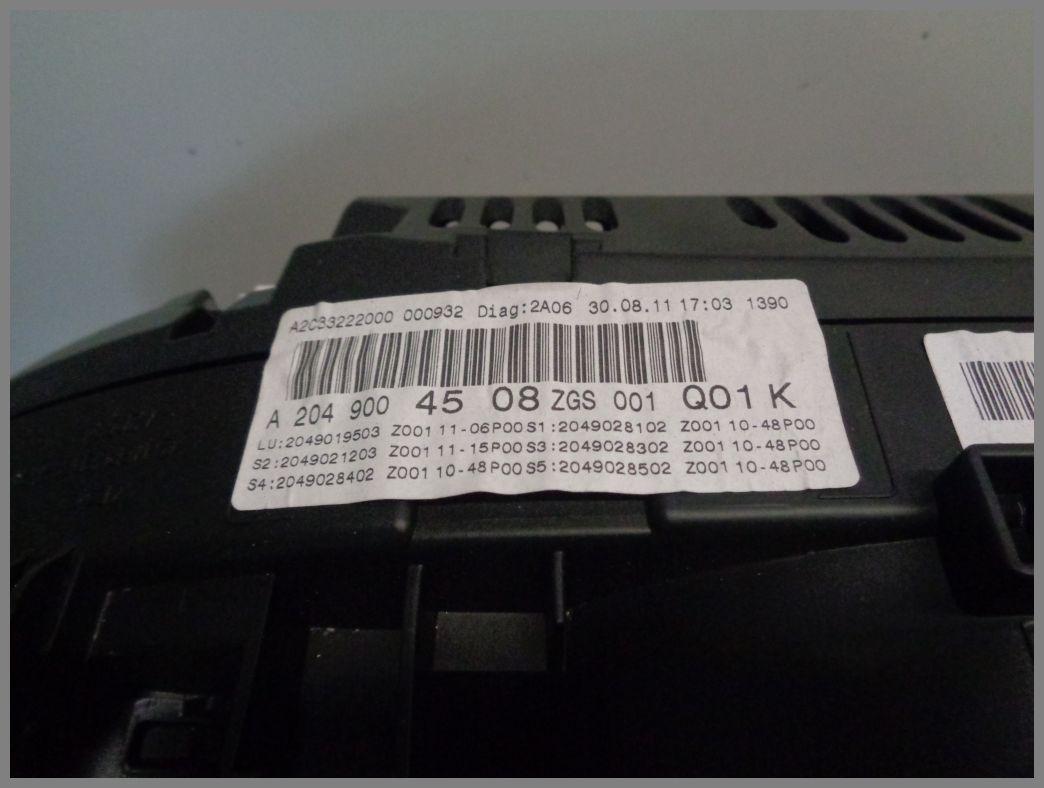 A2C33222000 000932 Diag:2A06 30.08.11 17:03 1390
A 204 900 45 08 ZGS 001 Q01 K
LU:2049019503 Z001 11-06P00 S1:2049028102 Z001 10-48P00
S2:2049021203 Z001 11-15P00 S3:2049028302 Z001 10-48P00
S4:2049028402 Z001 10-48P00 S5:2049028502 Z001 10-48P00